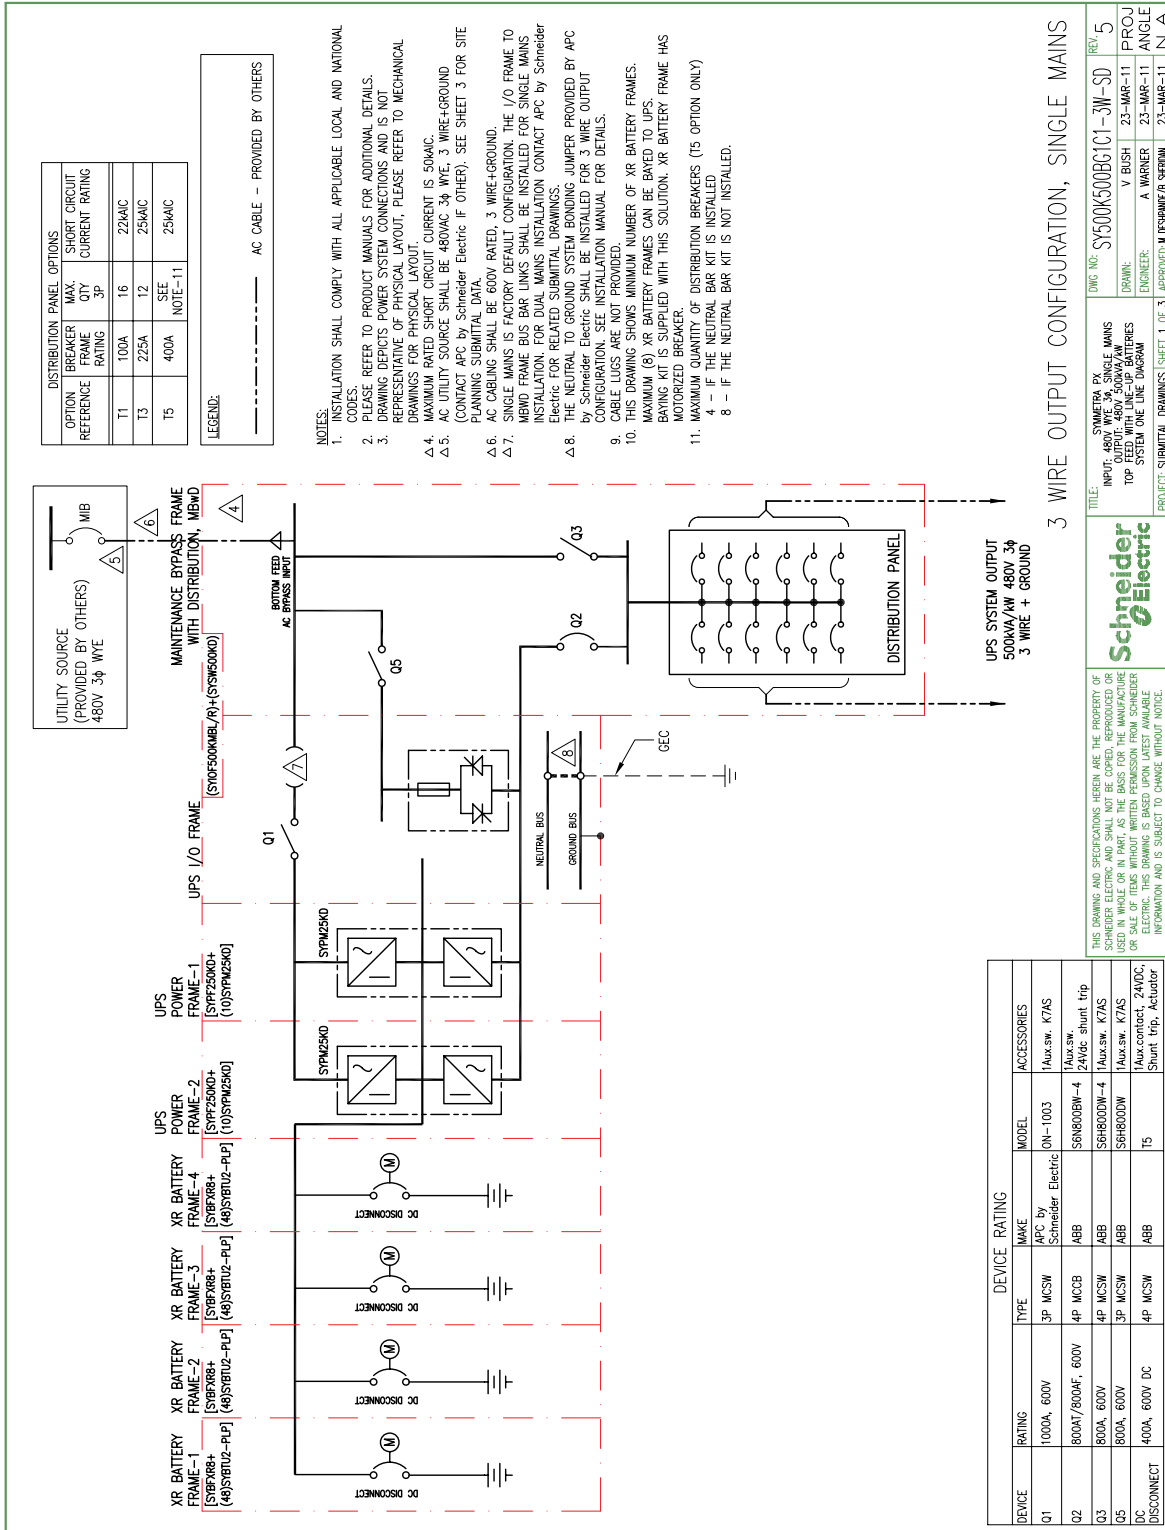 UTILITY SOURCE
(PROVIDED BY OTHERS)
480V 3ϕ WYE
MIB
5
6
MAINTENANCE BYPASS FRAME
WITH DISTRIBUTION, MBwD
4
(SYIOF500KMBL/R)+(SYSW500KD)
UPS I/O FRAME
BOTTOM FEED
AC BYPASS INPUT
7
Q1
Q5
Q3
Q2
UPS
POWER
FRAME-1
[SYPF250KD+
(10)SYPM25KD]
SYPM25KD
UPS
POWER
FRAME-2
[SYPF250KD+
(10)SYPM25KD]
SYPM25KD
XR BATTERY
FRAME-4
[SYBFXR8+
(48)SYBTU2-PLP]
M
DC DISCONNECT
XR BATTERY
FRAME-3
[SYBFXR8+
(48)SYBTU2-PLP]
M
DC DISCONNECT
XR BATTERY
FRAME-2
[SYBFXR8+
(48)SYBTU2-PLP]
M
DC DISCONNECT
XR BATTERY
FRAME-1
[SYBFXR8+
(48)SYBTU2-PLP]
M
DC DISCONNECT
NEUTRAL BUS
GROUND BUS
8
GEC
DISTRIBUTION PANEL
UPS SYSTEM OUTPUT
500kVA/kW 480V 3ϕ
3 WIRE + GROUND
DISTRIBUTION PANEL OPTIONS
OPTION REFERENCE BREAKER FRAME RATING MAX. QTY 3P SHORT CIRCUIT CURRENT RATING
T1 100A 16 22kAIC
T3 225A 12 25kAIC
T5 400A SEE NOTE-11 25kAIC
LEGEND:
AC CABLE - PROVIDED BY OTHERS
NOTES:
1. INSTALLATION SHALL COMPLY WITH ALL APPLICABLE LOCAL AND NATIONAL
CODES.
2. PLEASE REFER TO PRODUCT MANUALS FOR ADDITIONAL DETAILS.
3. DRAWING DEPICTS POWER SYSTEM CONNECTIONS AND IS NOT
REPRESENTATIVE OF PHYSICAL LAYOUT, PLEASE REFER TO MECHANICAL
DRAWINGS FOR PHYSICAL LAYOUT.
△ 4. MAXIMUM RATED SHORT CIRCUIT CURRENT IS 50kAIC.
△ 5. AC UTILITY SOURCE SHALL BE 480VAC 3ϕ WYE, 3 WIRE+GROUND
(CONTACT APC by Schneider Electric IF OTHER). SEE SHEET 3 FOR SITE
PLANNING SUBMITTAL DATA.
△ 6. AC CABLING SHALL BE 600V RATED, 3 WIRE+GROUND.
△ 7. SINGLE MAINS IS FACTORY DEFAULT CONFIGURATION. THE I/O FRAME TO
MBWD FRAME BUS BAR LINKS SHALL BE INSTALLED FOR SINGLE MAINS
INSTALLATION. FOR DUAL MAINS INSTALLATION CONTACT APC by Schneider
Electric FOR RELATED SUBMITTAL DRAWINGS.
△ 8. THE NEUTRAL TO GROUND SYSTEM BONDING JUMPER PROVIDED BY APC
by Schneider Electric SHALL BE INSTALLED FOR 3 WIRE OUTPUT
CONFIGURATION. SEE INSTALLATION MANUAL FOR DETAILS.
9. CABLE LUGS ARE NOT PROVIDED.
10. THIS DRAWING SHOWS MINIMUM NUMBER OF XR BATTERY FRAMES.
MAXIMUM (8) XR BATTERY FRAMES CAN BE BAYED TO UPS.
BAYING KIT IS SUPPLIED WITH THIS SOLUTION. XR BATTERY FRAME HAS
MOTORIZED BREAKER.
11. MAXIMUM QUANTITY OF DISTRIBUTION BREAKERS (T5 OPTION ONLY)
4 - IF THE NEUTRAL BAR KIT IS INSTALLED
8 - IF THE NEUTRAL BAR KIT IS NOT INSTALLED.
3 WIRE OUTPUT CONFIGURATION, SINGLE MAINS
DEVICE RATING
DEVICE RATING TYPE MAKE MODEL ACCESSORIES
Q1 1000A, 600V 3P MCSW APC by Schneider Electric ON-1003 1Aux.sw. K7AS
Q2 800AT/800AF, 600V 4P MCCB ABB S6N800BW-4 1Aux.sw. 24Vdc shunt trip
Q3 800A, 600V 4P MCSW ABB S6H800DW-4 1Aux.sw. K7AS
Q5 800A, 600V 3P MCSW ABB S6H800DW 1Aux.sw. K7AS
DC DISCONNECT 400A, 600V DC 4P MCSW ABB T5 1Aux.contact, 24VDC, Shunt trip, Actuator
THIS DRAWING AND SPECIFICATIONS HEREIN ARE THE PROPERTY OF
SCHNEIDER ELECTRIC AND SHALL NOT BE COPIED, REPRODUCED OR
USED IN WHOLE OR IN PART, AS THE BASIS FOR THE MANUFACTURE
OR SALE OF ITEMS WITHOUT WRITTEN PERMISSION FROM SCHNEIDER
ELECTRIC. THIS DRAWING IS BASED UPON LATEST AVAILABLE
INFORMATION AND IS SUBJECT TO CHANGE WITHOUT NOTICE.
Schneider
Electric
TITLE: SYMMETRA PX
INPUT: 480V WYE 3ϕ, SINGLE MAINS
OUTPUT: 480V 500kVA/kW
TOP FEED WITH LINE-UP BATTERIES
SYSTEM ONE LINE DIAGRAM
PROJECT: SUBMITTAL DRAWINGS SHEET 1 OF 3
DWG NO: SY500K500BG1C1-3W-SD REV: 5
DRAWN: V BUSH 23-MAR-11
ENGINEER: A WARNER 23-MAR-11
APPROVED: 23-MAR-11
PROJ
ANGLE